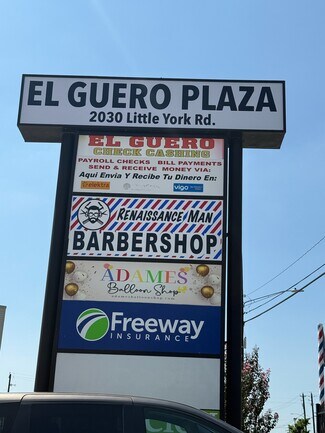 EL GUERO PLAZA
2030 Little York Rd.
EL GUERO
CHECK CASHING
PAYROLL CHECKS BILL PAYMENTS
SEND & RECEIVE MONEY VIA:
Aqui Envia Y Recibe Tu Dinero En:
vigo
RENAISSANCE MAN
BARBERSHOP
ADAMES
Balloon Shop
Freeway
INSURANCE